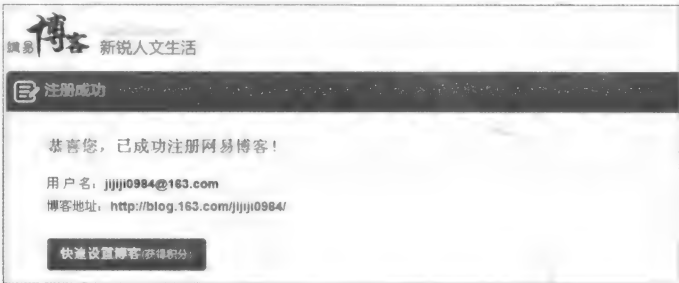 網易博客 新锐人文生活
注册成功
恭喜您，已成功注册网易博客！
用户名：jijiji0984@163.com
博客地址：http://blog.163.com/jijiji0984/
快速设置博客(获得积分)